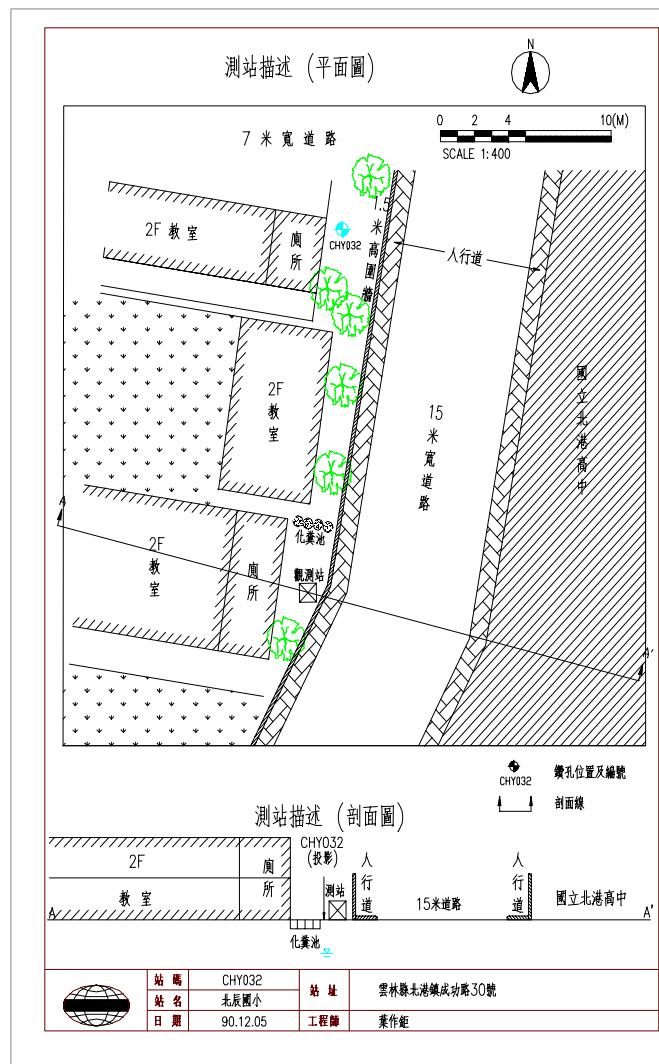 測站描述 (平面圖)
N
0 2 4 10(M)
SCALE 1:400
7 米寬道路
2F 教室
廁所
CHY032
1.5米高圍牆
人行道
2F
教室
15米寬道路
國立北港高中
A
化糞池
2F
教室
廁所
觀測站
A'
CHY032
鑽孔位置及編號
剖面線
測站描述 (剖面圖)
CHY032
(投影)
2F
教室
廁所
測站
人行道
15米道路
人行道
國立北港高中
A
A'
化糞池
站碼 CHY032
站名 北辰國小
站址 雲林縣北港鎮成功路30號
日期 90.12.05
工程師 葉作鉅